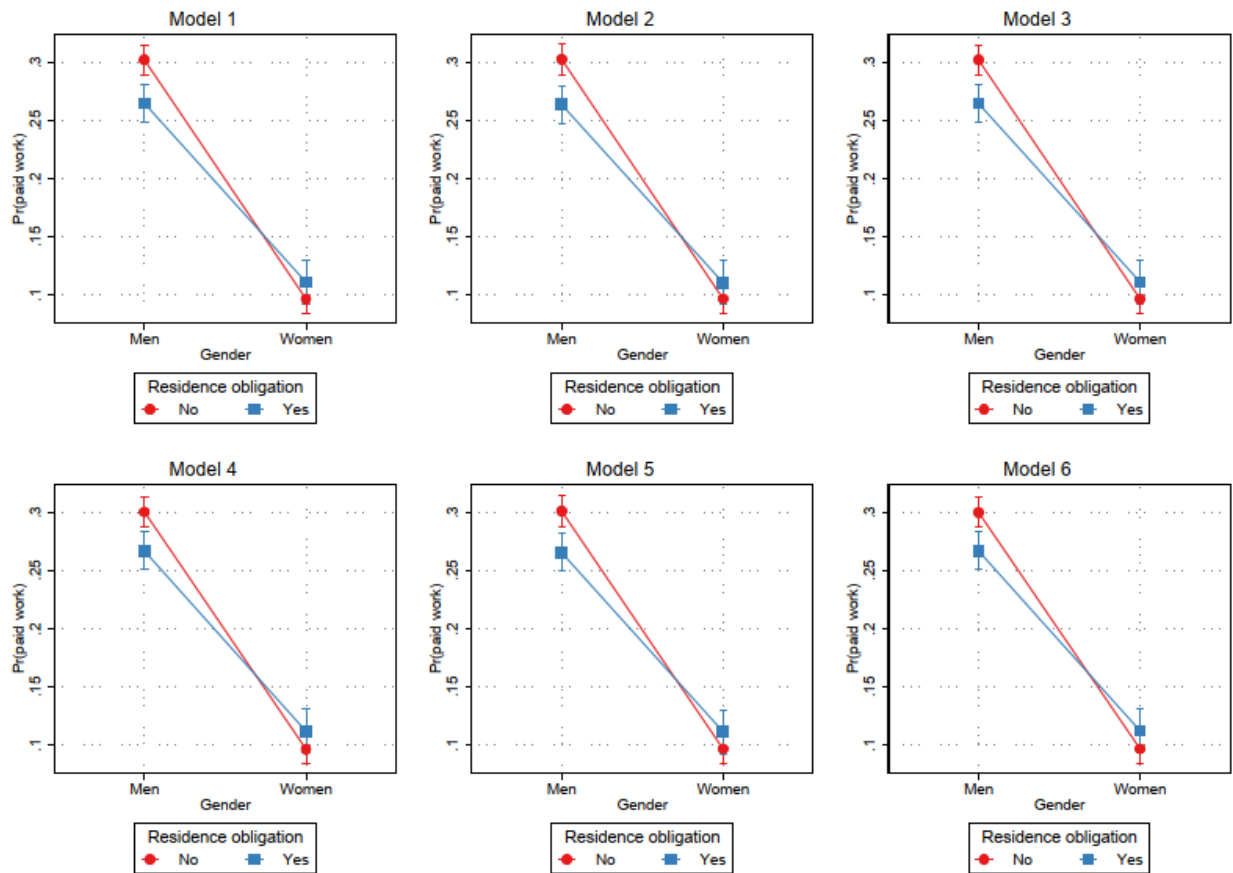 Model 1
Pr(paid work)
.3
.25
.2
.15
.1
Men Women
Gender
Residence obligation
No Yes
Model 2
Pr(paid work)
.3
.25
.2
.15
.1
Men Women
Gender
Residence obligation
No Yes
Model 3
Pr(paid work)
.3
.25
.2
.15
.1
Men Women
Gender
Residence obligation
No Yes
Model 4
Pr(paid work)
.3
.25
.2
.15
.1
Men Women
Gender
Residence obligation
No Yes
Model 5
Pr(paid work)
.3
.25
.2
.15
.1
Men Women
Gender
Residence obligation
No Yes
Model 6
Pr(paid work)
.3
.25
.2
.15
.1
Men Women
Gender
Residence obligation
No Yes